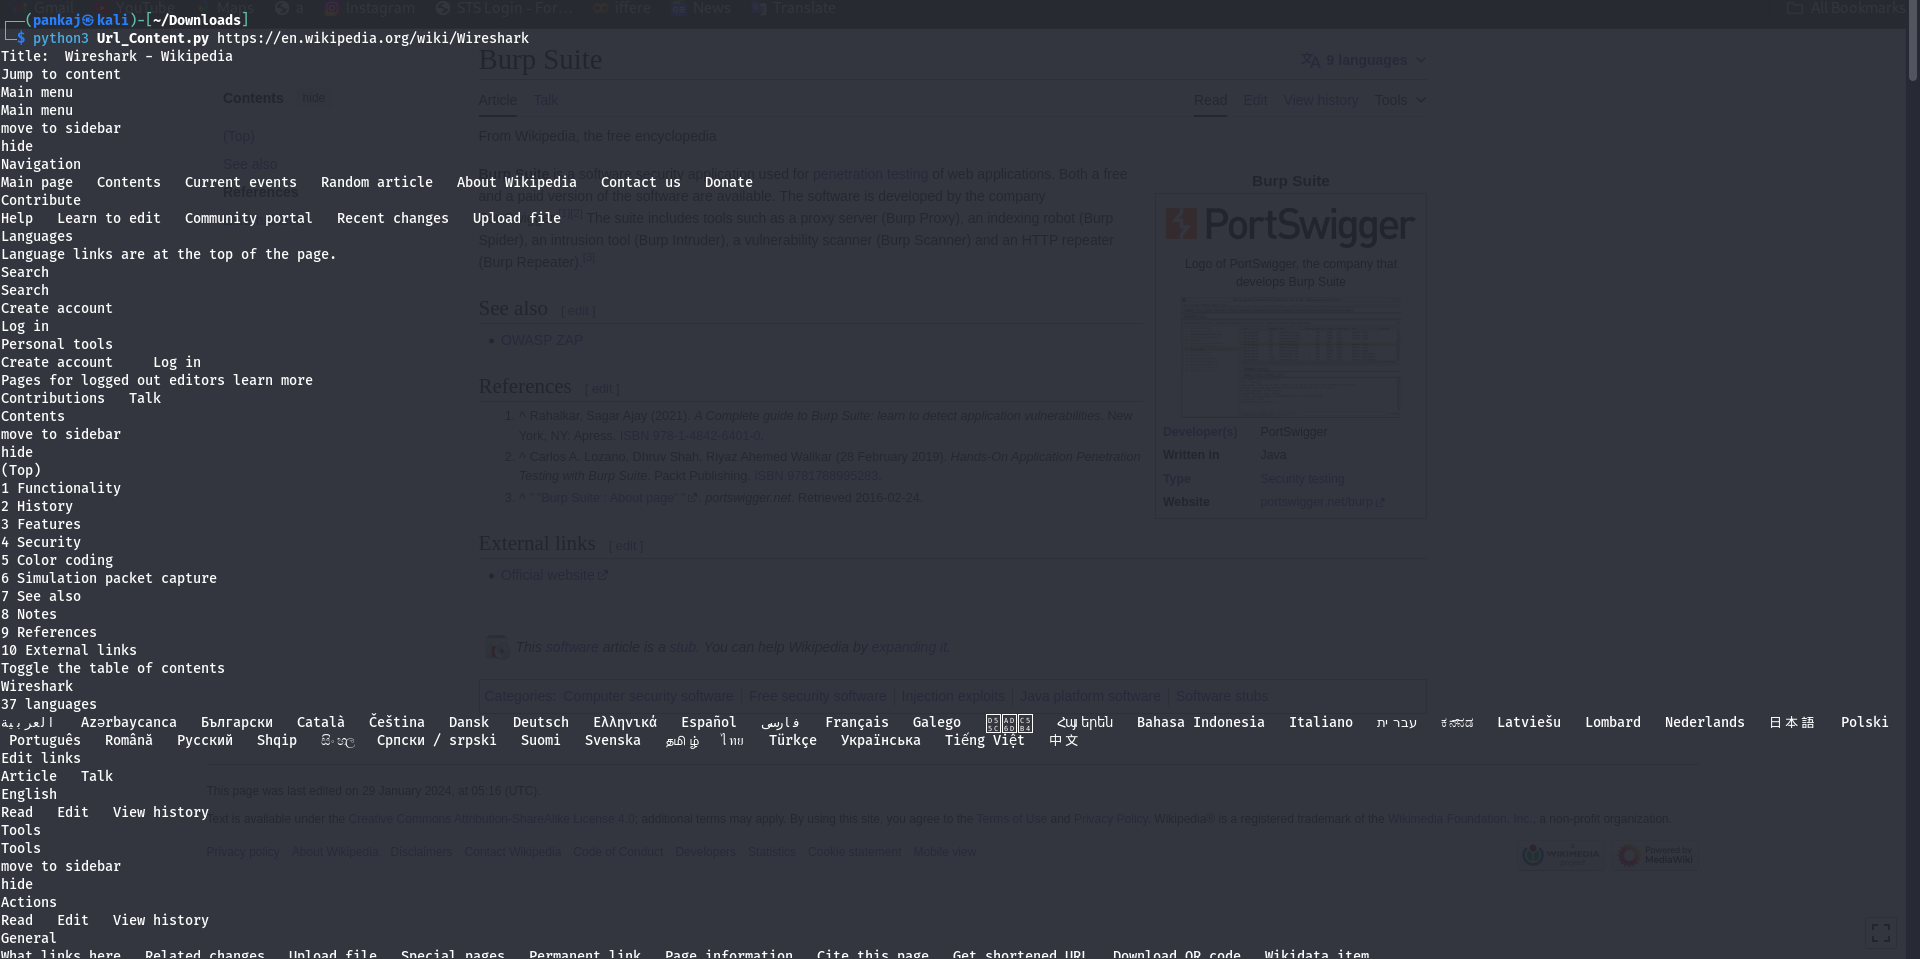 ┌──(pankaj㉿kali)-[~/Downloads]
└─$ python3 Url_Content.py https://en.wikipedia.org/wiki/Wireshark
Title:  Wireshark - Wikipedia
Jump to content
Main menu
Main menu
move to sidebar
hide
Navigation
Main page   Contents   Current events   Random article   About Wikipedia   Contact us   Donate
Contribute
Help   Learn to edit   Community portal   Recent changes   Upload file
Languages
Language links are at the top of the page.
Search
Search
Create account
Log in
Personal tools
Create account     Log in
Pages for logged out editors learn more
Contributions   Talk
Contents
move to sidebar
hide
(Top)
1 Functionality
2 History
3 Features
4 Security
5 Color coding
6 Simulation packet capture
7 See also
8 Notes
9 References
10 External links
Toggle the table of contents
Wireshark
37 languages
العربية   Azərbaycanca   Български   Català   Čeština   Dansk   Deutsch   Ελληνικά   Español   فارسی   Français   Galego   Հայերեն   Bahasa Indonesia   Italiano   עברית   ಕನ್ನಡ   Latviešu   Lombard   Nederlands   日本語   Polski
Português   Română   Русский   Shqip   සිංහල   Српски / srpski   Suomi   Svenska   தமிழ்   ไทย   Türkçe   Українська   Tiếng Việt   中文
Edit links
Article   Talk
English
Read   Edit   View history
Tools
Tools
move to sidebar
hide
Actions
Read   Edit   View history
General
What links here   Related changes   Upload file   Special pages   Permanent link   Page information   Cite this page   Get shortened URL   Download QR code   Wikidata item
Gmail   YouTube   Maps   a   Instagram   STS Login - For...   iffere   News   Translate   All Bookmarks
Burp Suite
9 languages
Contents   hide
(Top)
See also
References
Article   Talk   Read   Edit   View history   Tools
From Wikipedia, the free encyclopedia
Burp Suite is a software security application used for penetration testing of web applications. Both a free
and a paid version of the software are available. The software is developed by the company
[1][2] The suite includes tools such as a proxy server (Burp Proxy), an indexing robot (Burp
Spider), an intrusion tool (Burp Intruder), a vulnerability scanner (Burp Scanner) and an HTTP repeater
(Burp Repeater).[3]
See also [ edit ]
• OWASP ZAP
References [ edit ]
1. ^ Rahalkar, Sagar Ajay (2021). A Complete guide to Burp Suite: learn to detect application vulnerabilities. New
York, NY: Apress. ISBN 978-1-4842-6401-0.
2. ^ Carlos A. Lozano, Dhruv Shah, Riyaz Ahemed Walikar (28 February 2019). Hands-On Application Penetration
Testing with Burp Suite. Packt Publishing. ISBN 9781788995283.
3. ^ "Burp Suite : About page". portswigger.net. Retrieved 2016-02-24.
External links [ edit ]
• Official website
Burp Suite
PortSwigger
Logo of PortSwigger, the company that
develops Burp Suite
Developer(s)   PortSwigger
Written in   Java
Type   Security testing
Website   portswigger.net/burp
This software article is a stub. You can help Wikipedia by expanding it.
Categories: Computer security software | Free security software | Injection exploits | Java platform software | Software stubs
This page was last edited on 29 January 2024, at 05:16 (UTC).
Text is available under the Creative Commons Attribution-ShareAlike License 4.0; additional terms may apply. By using this site, you agree to the Terms of Use and Privacy Policy. Wikipedia® is a registered trademark of the Wikimedia Foundation, Inc., a non-profit organization.
Privacy policy   About Wikipedia   Disclaimers   Contact Wikipedia   Code of Conduct   Developers   Statistics   Cookie statement   Mobile view
WIKIMEDIA
Powered by
MediaWiki